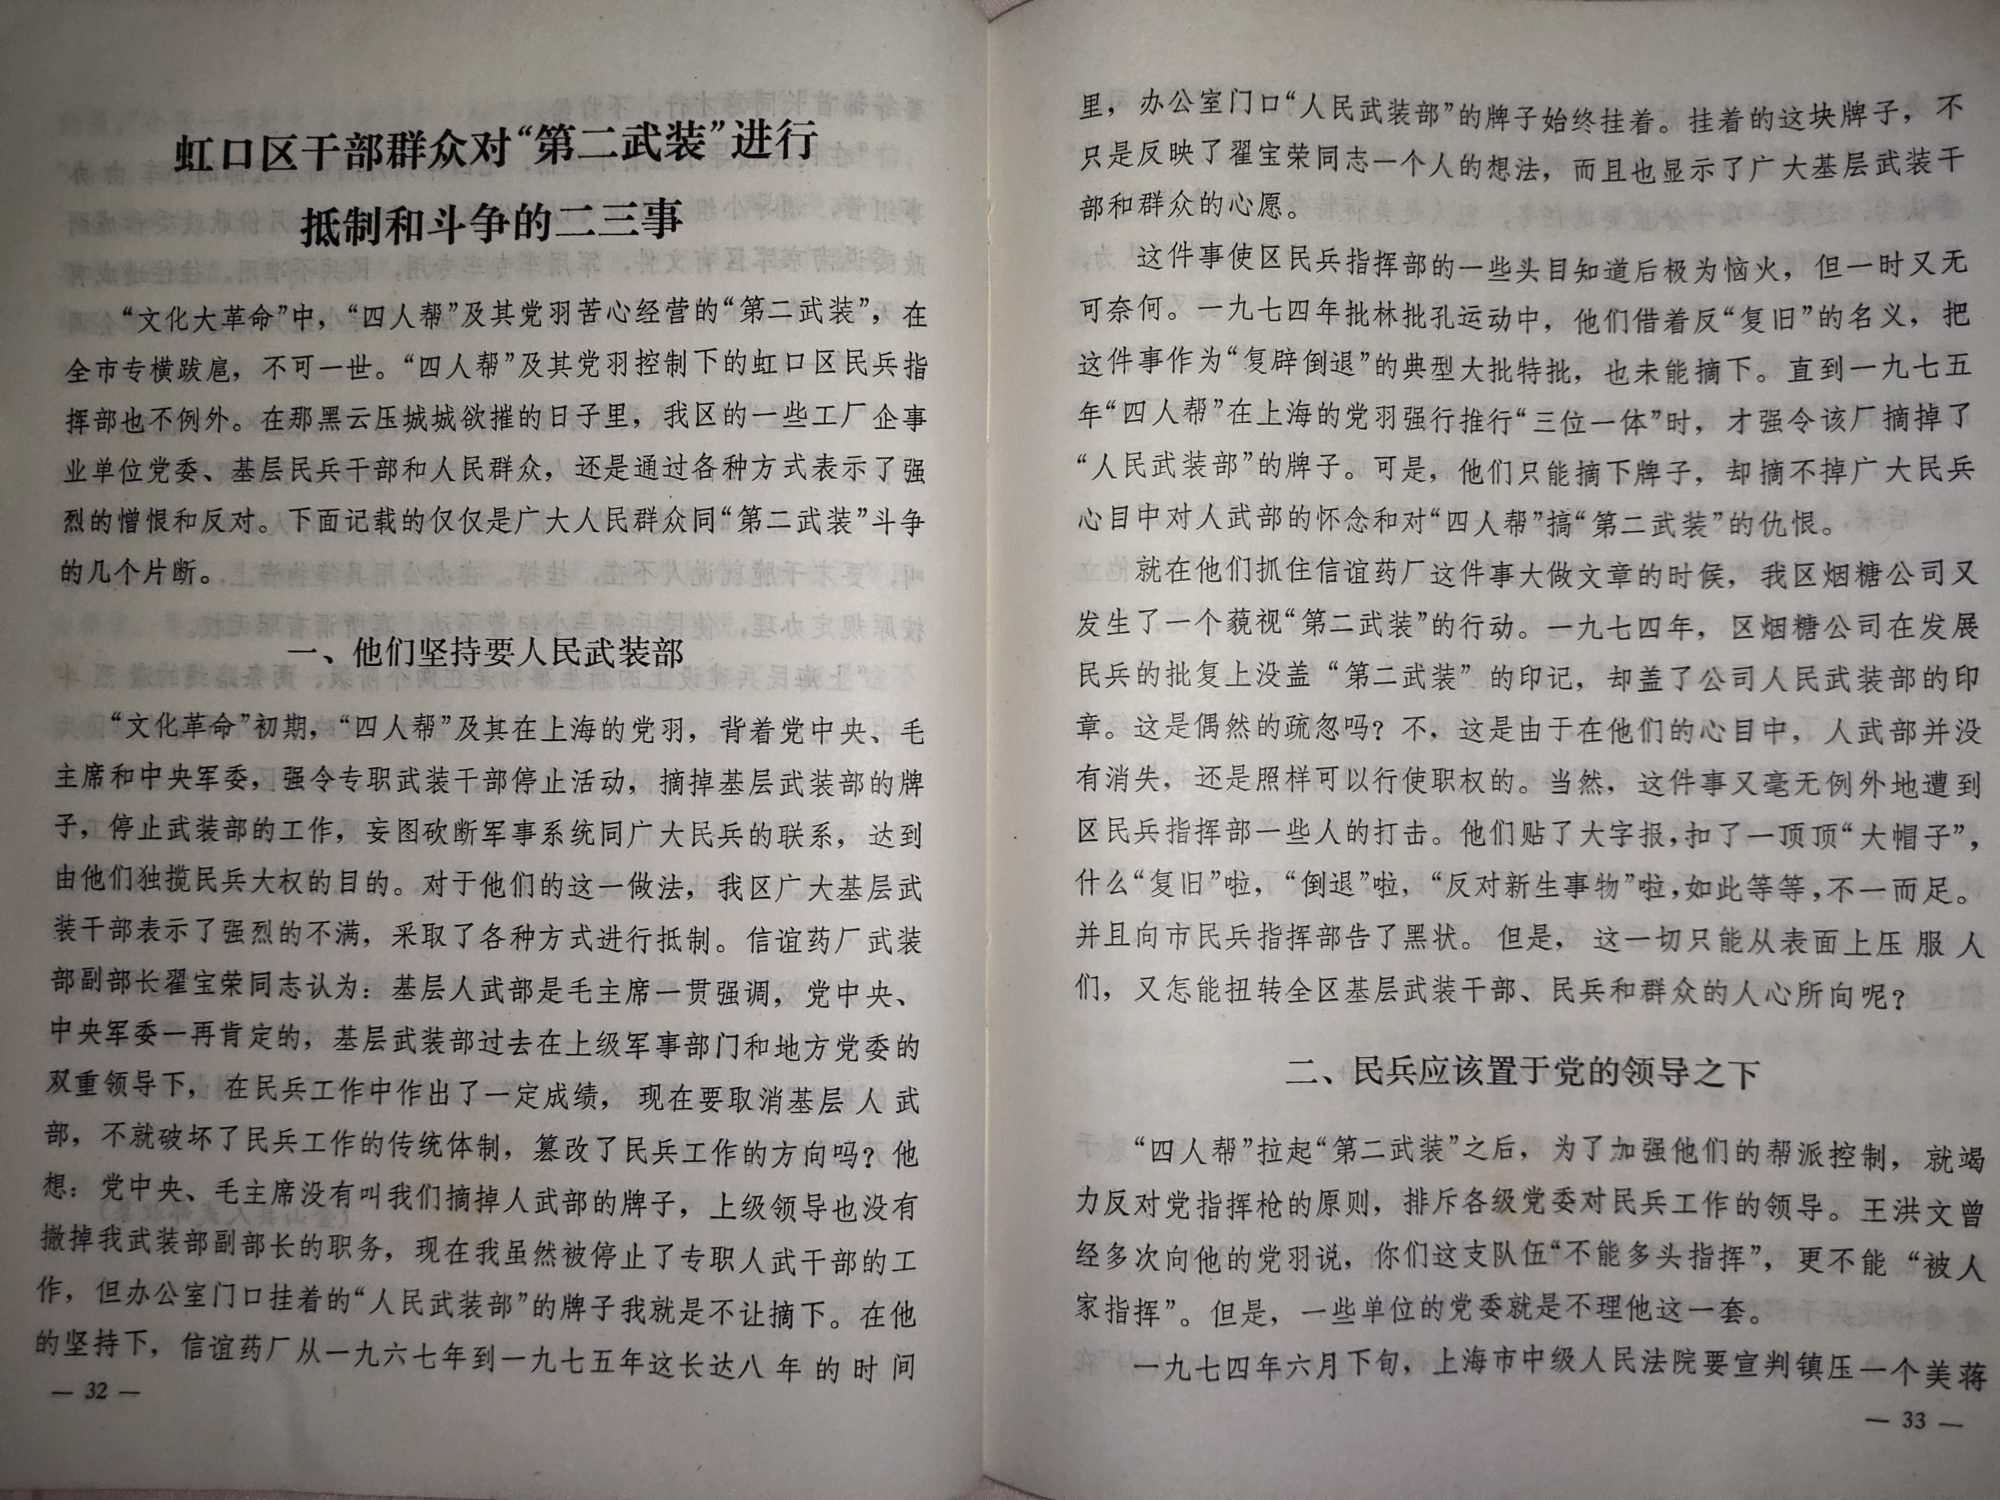 虹口区干部群众对“第二武装”进行
抵制和斗争的二三事
“文化大革命”中，“四人帮”及其党羽苦心经营的“第二武装”，在
全市专横跋扈，不可一世。“四人帮”及其党羽控制下的虹口区民兵指
挥部也不例外。在那黑云压城城欲摧的日子里，我区的一些工厂企事
业单位党委、基层民兵干部和人民群众，还是通过各种方式表示了强
烈的憎恨和反对。下面记载的仅仅是广大人民群众同“第二武装”斗争
的几个片断。
一、他们坚持要人民武装部
“文化革命”初期，“四人帮”及其在上海的党羽，背着党中央、毛
主席和中央军委，强令专职武装干部停止活动，摘掉基层武装部的牌
子，停止武装部的工作，妄图砍断军事系统同广大民兵的联系，达到
由他们独揽民兵大权的目的。对于他们的这一做法，我区广大基层武
装干部表示了强烈的不满，采取了各种方式进行抵制。信谊药厂武装
部副部长翟宝荣同志认为：基层人武部是毛主席一贯强调，党中央、
中央军委一再肯定的，基层武装部过去在上级军事部门和地方党委的
双重领导下，在民兵工作中作出了一定成绩，现在要取消基层人武
部，不就破坏了民兵工作的传统体制，篡改了民兵工作的方向吗？他
想：党中央、毛主席没有叫我们摘掉人武部的牌子，上级领导也没有
撤掉我武装部副部长的职务，现在我虽然被停止了专职人武干部的工
作，但办公室门口挂着的“人民武装部”的牌子我就是不让摘下。在他
的坚持下，信谊药厂从一九六七年到一九七五年这长达八年的时间
— 32 —
里，办公室门口“人民武装部”的牌子始终挂着。挂着的这块牌子，不
只是反映了翟宝荣同志一个人的想法，而且也显示了广大基层武装干
部和群众的心愿。
这件事使区民兵指挥部的一些头目知道后极为恼火，但一时又无
可奈何。一九七四年批林批孔运动中，他们借着反“复旧”的名义，把
这件事作为“复辟倒退”的典型大批特批，也未能摘下。直到一九七五
年“四人帮”在上海的党羽强行推行“三位一体”时，才强令该厂摘掉了
“人民武装部”的牌子。可是，他们只能摘下牌子，却摘不掉广大民兵
心目中对人武部的怀念和对“四人帮”搞“第二武装”的仇恨。
就在他们抓住信谊药厂这件事大做文章的时候，我区烟糖公司又
发生了一个藐视“第二武装”的行动。一九七四年，区烟糖公司在发展
民兵的批复上没盖“第二武装”的印记，却盖了公司人民武装部的印
章。这是偶然的疏忽吗？不，这是由于在他们的心目中，人武部并没
有消失，还是照样可以行使职权的。当然，这件事又毫无例外地遭到
区民兵指挥部一些人的打击。他们贴了大字报，扣了一顶顶“大帽子”，
什么“复旧”啦，“倒退”啦，“反对新生事物”啦，如此等等，不一而足。
并且向市民兵指挥部告了黑状。但是，这一切只能从表面上压服人
们，又怎能扭转全区基层武装干部、民兵和群众的人心所向呢？
二、民兵应该置于党的领导之下
“四人帮”拉起“第二武装”之后，为了加强他们的帮派控制，就竭
力反对党指挥枪的原则，排斥各级党委对民兵工作的领导。王洪文曾
经多次向他的党羽说，你们这支队伍“不能多头指挥”，更不能“被人
家指挥”。但是，一些单位的党委就是不理他这一套。
一九七四年六月下旬，上海市中级人民法院要宣判镇压一个美蒋
— 33 —